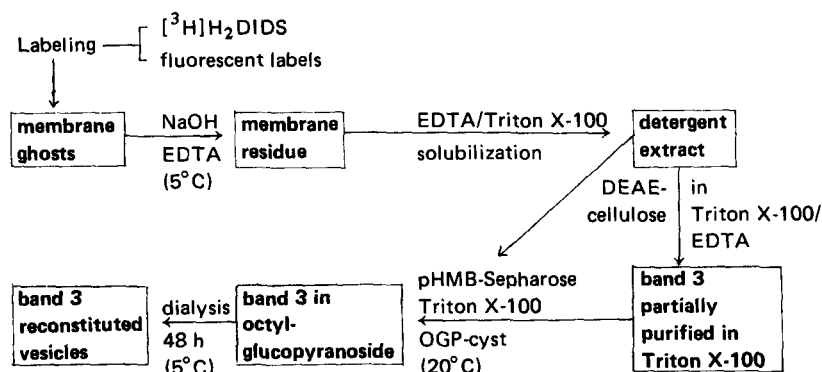 [³H]H₂DIDS
Labeling
fluorescent labels
membrane ghosts
NaOH
EDTA
(5°C)
membrane residue
EDTA/Triton X-100
solubilization
detergent extract
DEAE-
cellulose
in
Triton X-100/
EDTA
band 3
reconstituted
vesicles
dialysis
48 h
(5°C)
band 3 in
octyl-
glucopyranoside
pHMB-Sepharose
Triton X-100
OGP-cyst
(20°C)
band 3
partially
purified in
Triton X-100